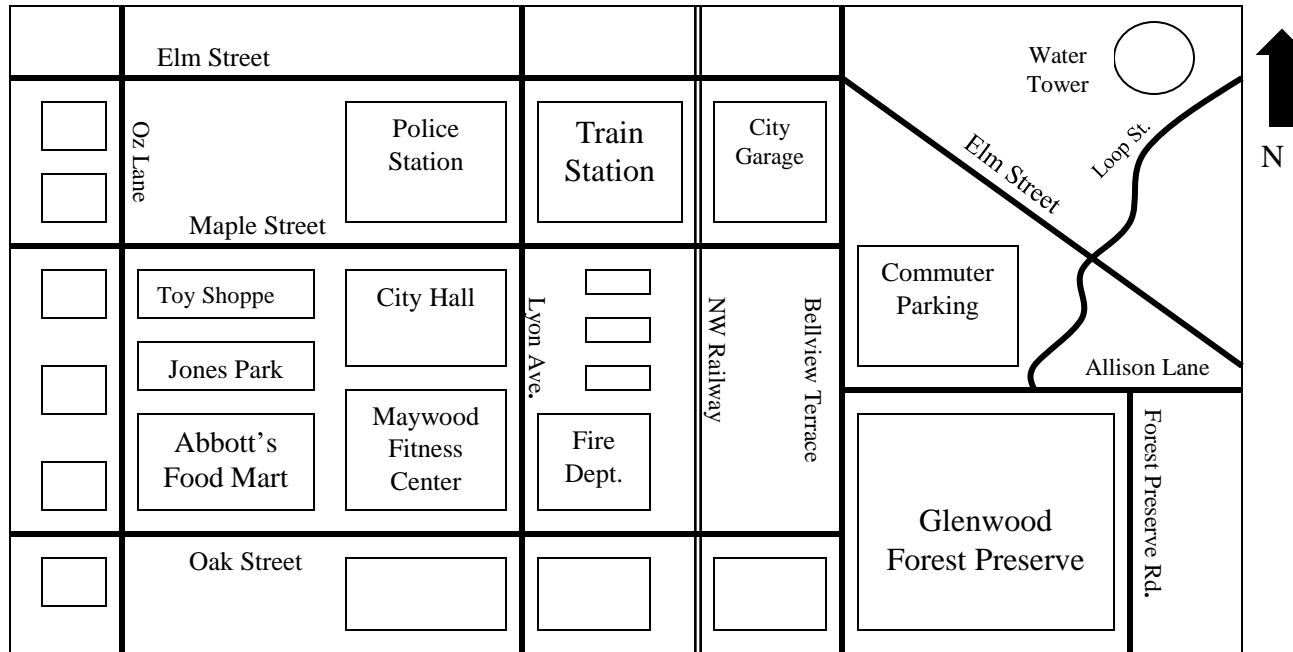 Elm Street
Water
Tower
Oz Lane
Police
Station
Train
Station
City
Garage
Elm Street
Loop St.
N
Maple Street
Toy Shoppe
City Hall
Lyon Ave.
NW Railway
Bellview Terrace
Commuter
Parking
Jones Park
Allison Lane
Abbott’s
Food Mart
Maywood
Fitness
Center
Fire
Dept.
Forest Preserve Rd.
Glenwood
Forest Preserve
Oak Street